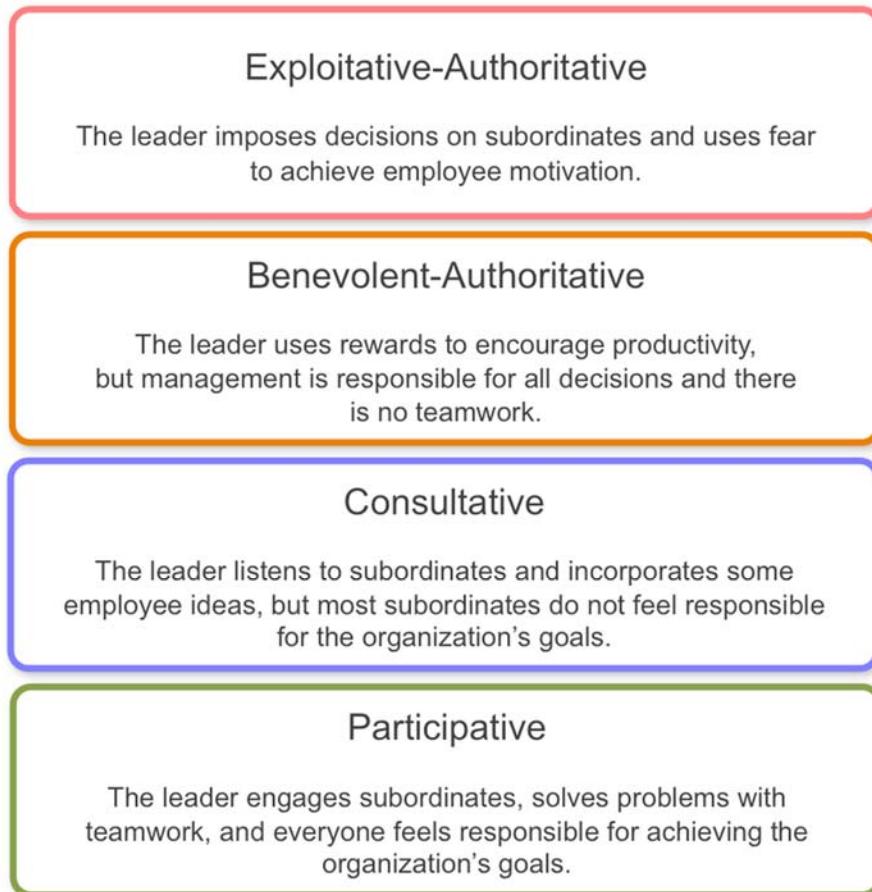 Exploitative-Authoritative
The leader imposes decisions on subordinates and uses fear
to achieve employee motivation.
Benevolent-Authoritative
The leader uses rewards to encourage productivity,
but management is responsible for all decisions and there
is no teamwork.
Consultative
The leader listens to subordinates and incorporates some
employee ideas, but most subordinates do not feel responsible
for the organization’s goals.
Participative
The leader engages subordinates, solves problems with
teamwork, and everyone feels responsible for achieving the
organization’s goals.